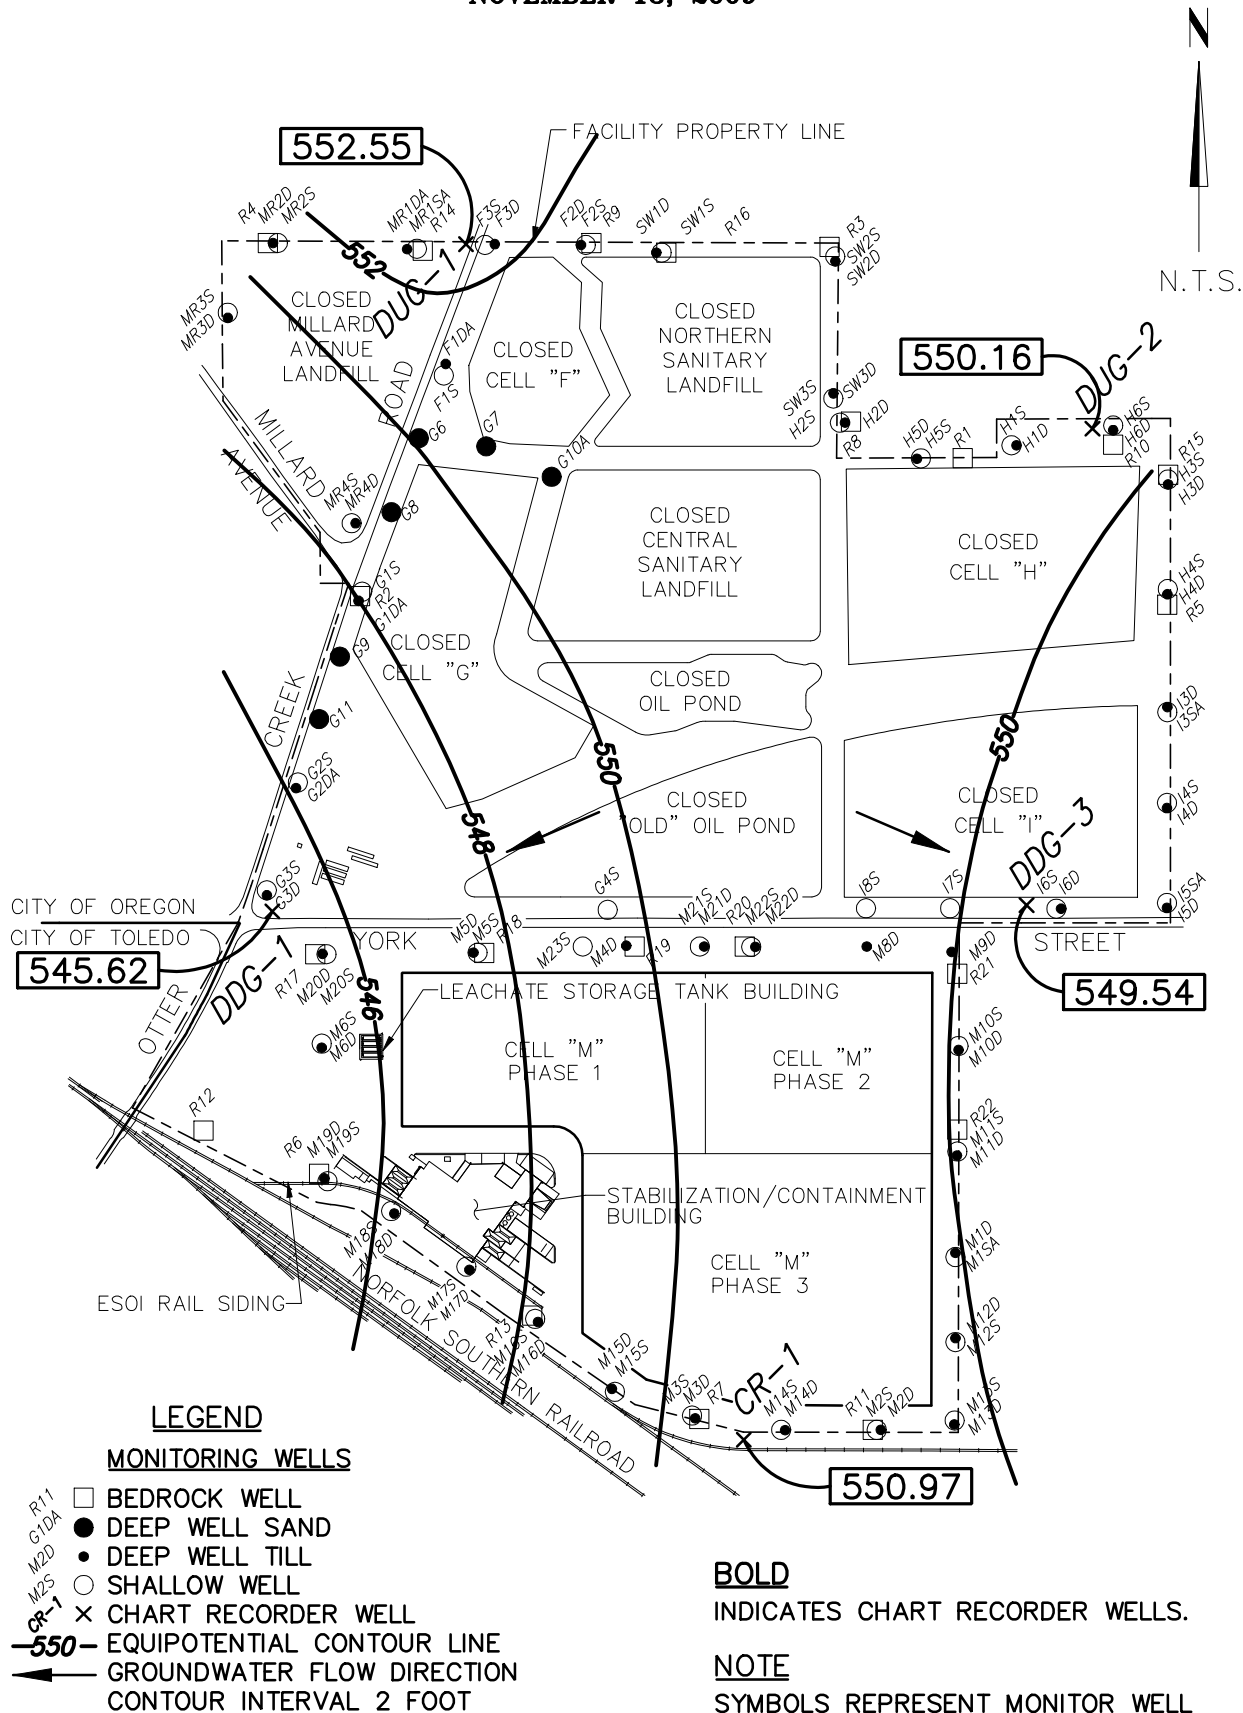 N
N.T.S.
FACILITY PROPERTY LINE
552.55
R4
MR2D
MR2S
MR1DA
MR1SA
R14
F3S
F3D
F2D
F2S
R9
SW1D
SW1S
R16
R3
SW2S
SW2D
552
DUG-1
MR3S
MR3D
CLOSED
MILLARD
AVENUE
LANDFILL
F1DA
F1S
CLOSED
CELL "F"
CLOSED
NORTHERN
SANITARY
LANDFILL
550.16
DUG-2
SW3S
SW3D
H2S
H2D
R8
H5D
H5S
R1
H1S
H1D
H6S
H6D
R10
R15
H3S
H3D
ROAD
MILLARD
AVENUE
G6
G7
G10A
G8
MR4S
MR4D
CLOSED
CENTRAL
SANITARY
LANDFILL
CLOSED
CELL "H"
G1S
R2
G1DA
H4S
H4D
R5
G9
CLOSED
CELL "G"
CLOSED
OIL POND
CREEK
G11
I3D
I3SA
550
550
G2S
G2DA
548
CLOSED
"OLD" OIL POND
CLOSED
CELL "I"
I4S
I4D
DDG-3
G3S
G3D
G4S
I8S
I7S
I6S
I6D
I5SA
I5D
CITY OF OREGON
CITY OF TOLEDO
545.62
YORK
STREET
DDG-1
R17
M20D
M20S
M5D
M5S
R18
M23S
M4D
R19
M21S
M21D
R20
M22S
M22D
M8D
M9D
R21
549.54
546
LEACHATE STORAGE TANK BUILDING
OTTER
M6S
M6D
CELL "M"
PHASE 1
CELL "M"
PHASE 2
M10S
M10D
R12
R6
M19D
M19S
R22
M11S
M11D
STABILIZATION/CONTAINMENT
BUILDING
M18S
M18D
M17S
M17D
CELL "M"
PHASE 3
M1D
M1SA
ESOI RAIL SIDING
NORFOLK SOUTHERN RAILROAD
R13
M16S
M16D
M15D
M15S
M12D
M12S
CR-1
M3S
M3D
R7
M14S
M14D
R11
M2S
M2D
M13S
M13D
550.97
LEGEND
MONITORING WELLS
R11 BEDROCK WELL
G1DA DEEP WELL SAND
M2D DEEP WELL TILL
M2S SHALLOW WELL
CR-1 CHART RECORDER WELL
550 EQUIPOTENTIAL CONTOUR LINE
GROUNDWATER FLOW DIRECTION
CONTOUR INTERVAL 2 FOOT
BOLD
INDICATES CHART RECORDER WELLS.
NOTE
SYMBOLS REPRESENT MONITOR WELL